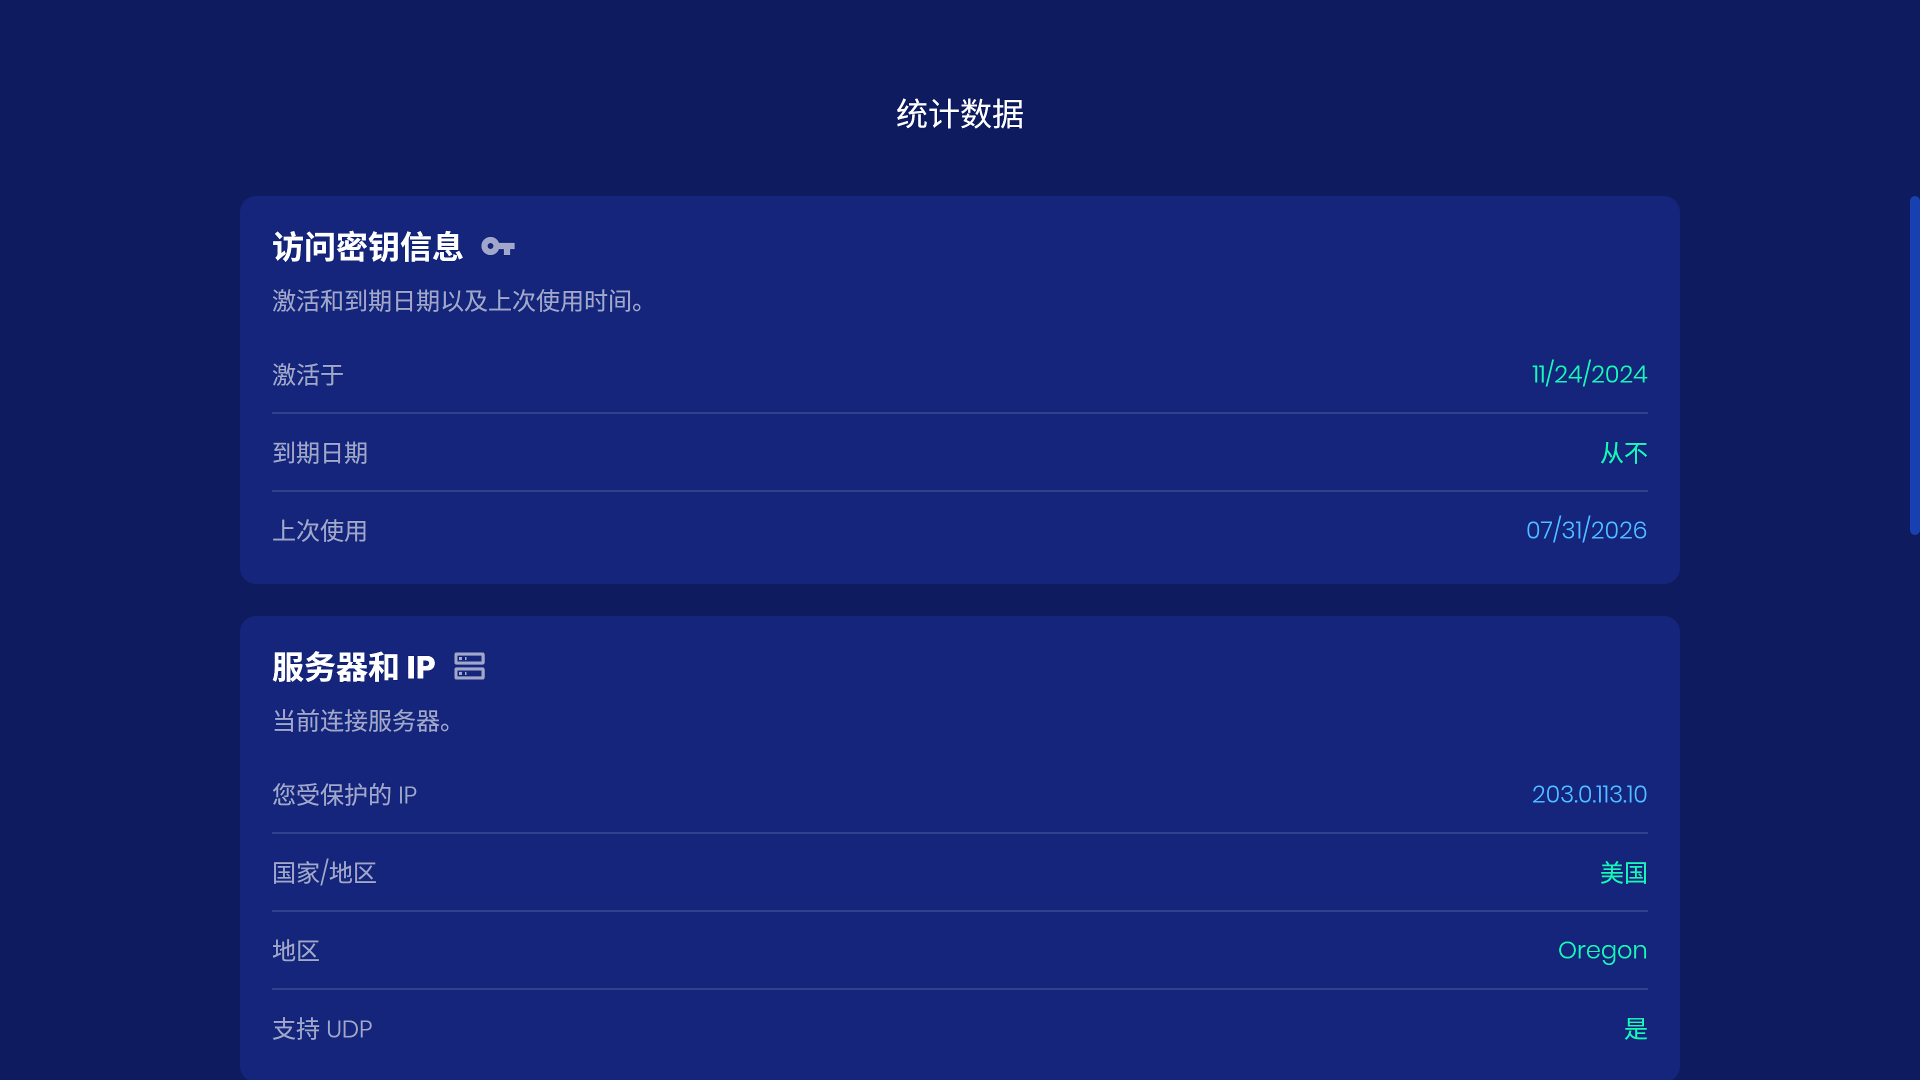 统计数据
访问密钥信息
激活和到期日期以及上次使用时间。
激活于 11/24/2024
到期日期 从不
上次使用 07/31/2026
服务器和 IP
当前连接服务器。
您受保护的 IP 203.0.113.10
国家/地区 美国
地区 Oregon
支持 UDP 是